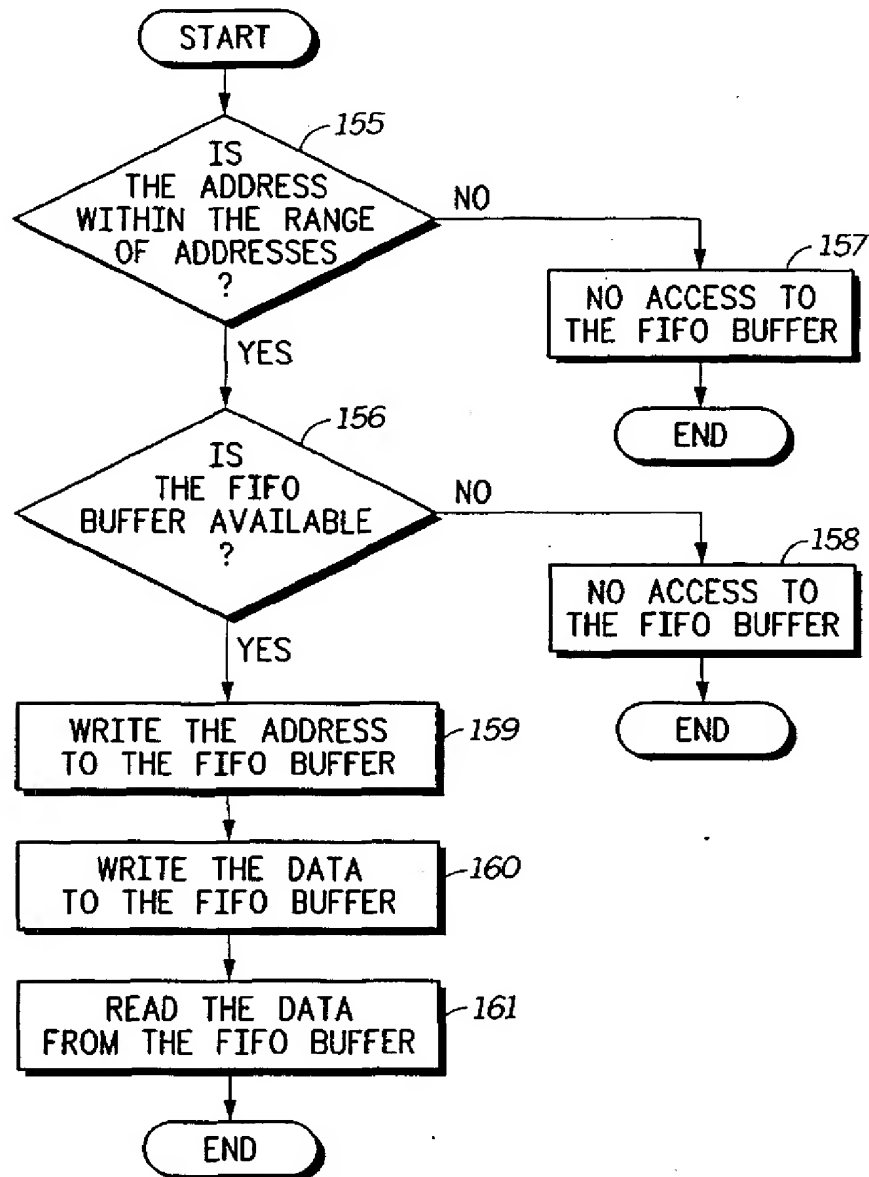 START
155
IS
THE ADDRESS
WITHIN THE RANGE
OF ADDRESSES
?
NO
157
NO ACCESS TO
THE FIFO BUFFER
END
YES
156
IS
THE FIFO
BUFFER AVAILABLE
?
NO
158
NO ACCESS TO
THE FIFO BUFFER
END
YES
WRITE THE ADDRESS
TO THE FIFO BUFFER
159
WRITE THE DATA
TO THE FIFO BUFFER
160
READ THE DATA
FROM THE FIFO BUFFER
161
END